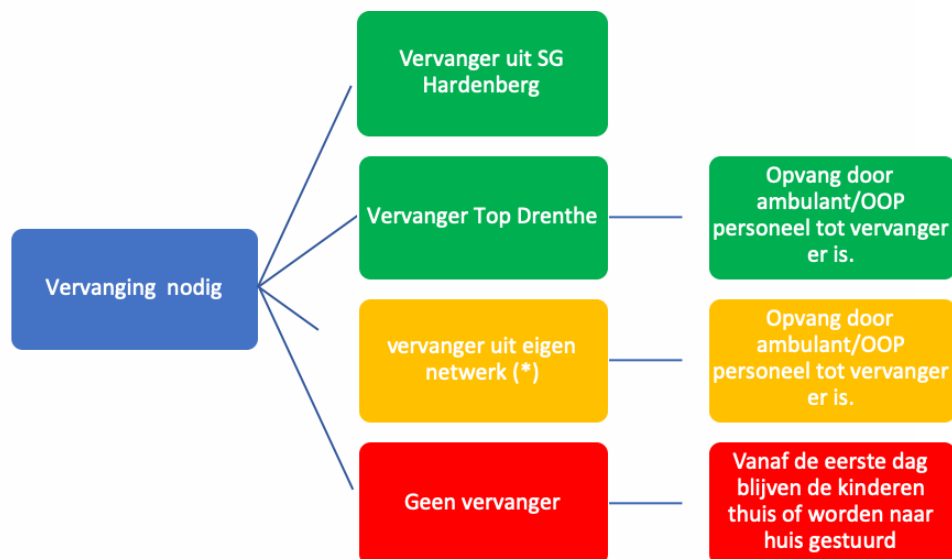 Vervanging nodig
Vervanger uit SG
Hardenberg
Vervanger Top Drenthe
Opvang door
ambulant/OOP
personeel tot vervanger
er is.
vervanger uit eigen
netwerk (*)
Opvang door
ambulant/OOP
personeel tot vervanger
er is.
Geen vervanger
Vanaf de eerste dag
blijven de kinderen
thuis of worden naar
huis gestuurd